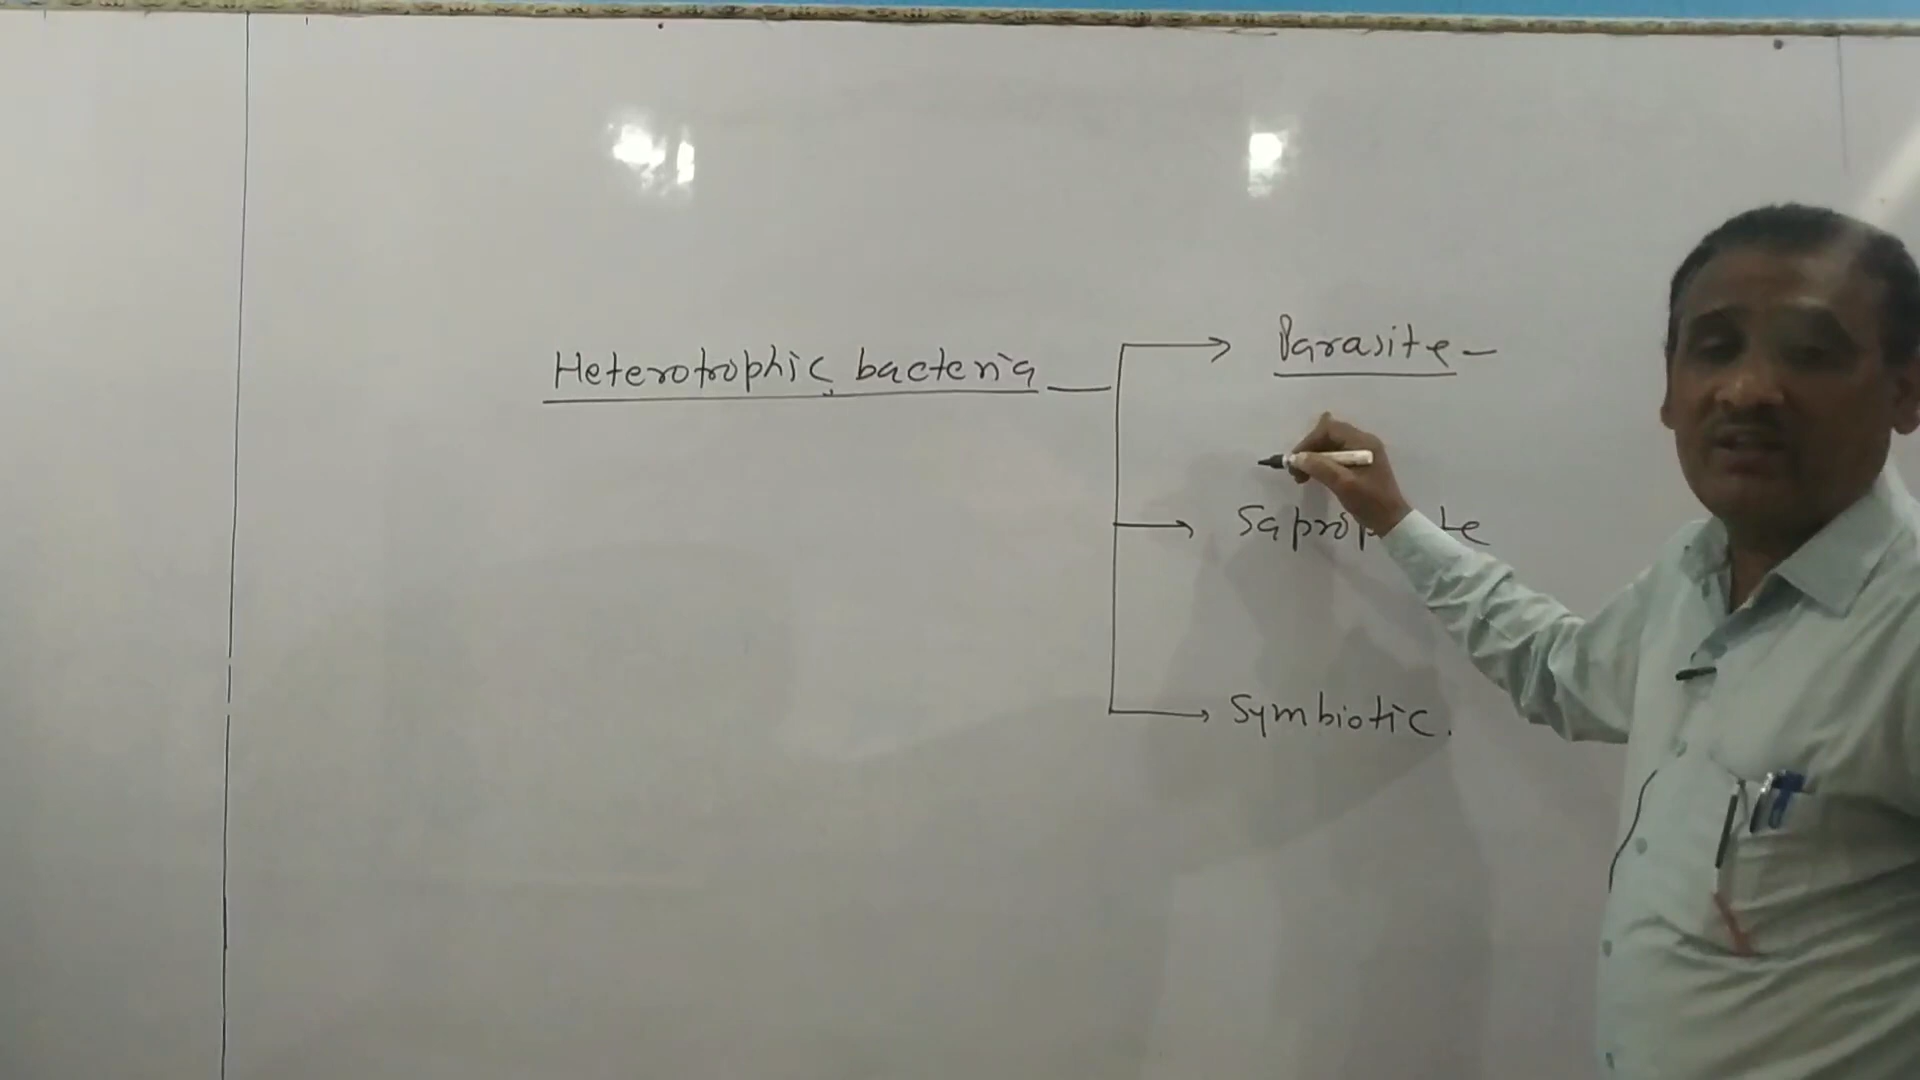 Heterotrophic bacteria
Parasite -
Symbiotic.